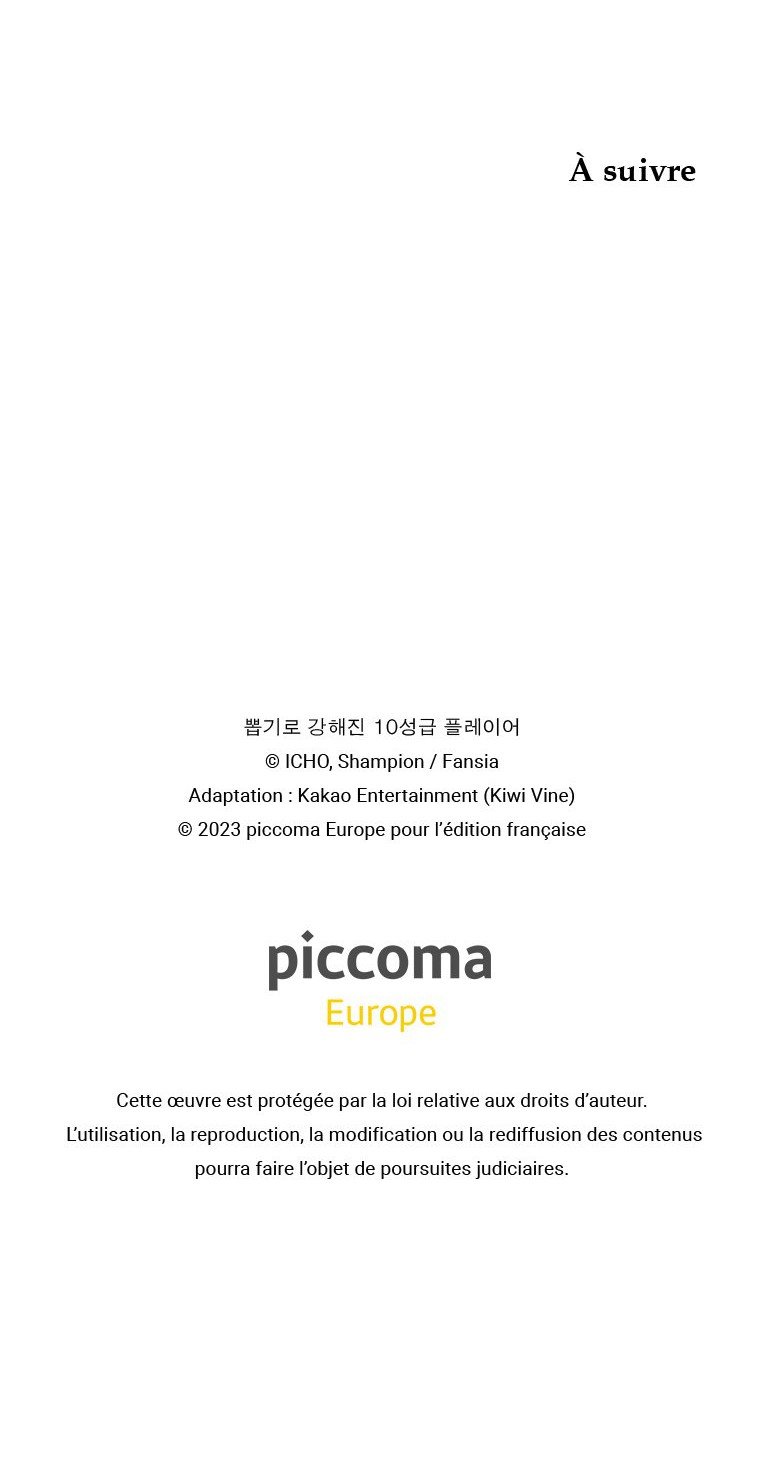 À suivre
뽑기로 강해진 10성급 플레이어
© ICHO, Shampion / Fansia
Adaptation : Kakao Entertainment (Kiwi Vine)
© 2023 piccoma Europe pour l’édition française
piccoma
Europe
Cette œuvre est protégée par la loi relative aux droits d’auteur.
L’utilisation, la reproduction, la modification ou la rediffusion des contenus
pourra faire l’objet de poursuites judiciaires.